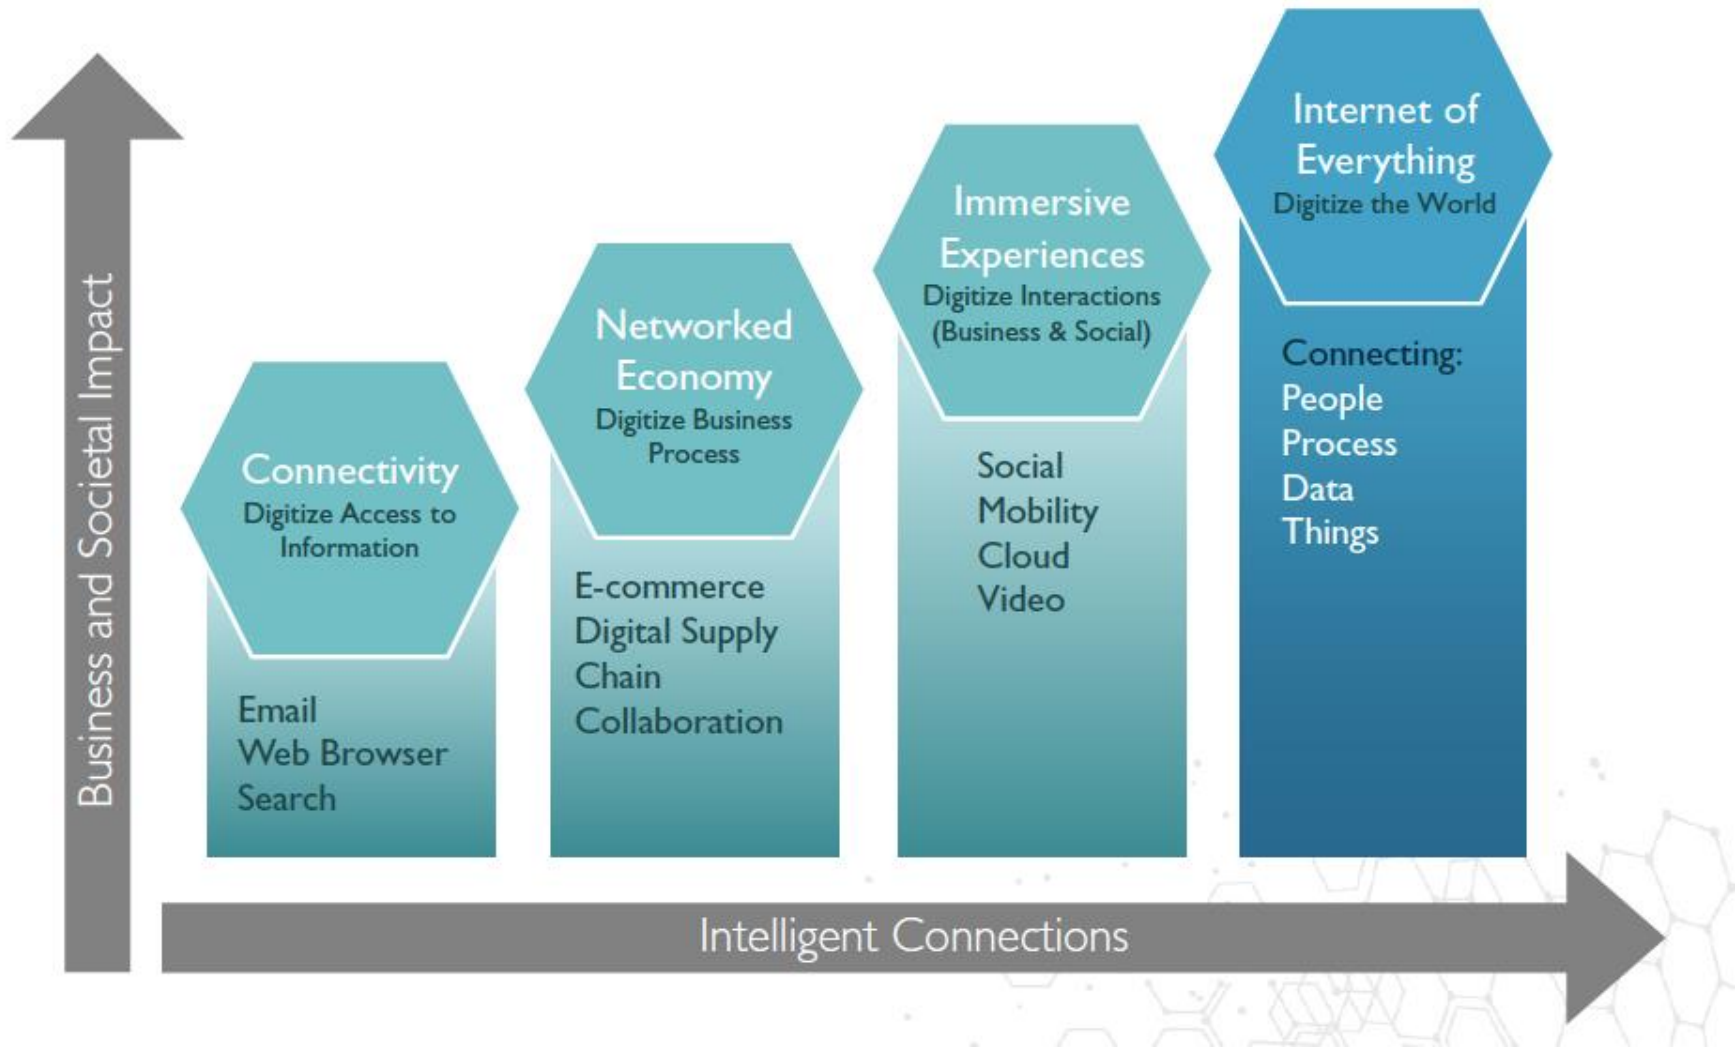 Business and Societal Impact
Connectivity
Digitize Access to
Information
Email
Web Browser
Search
Networked
Economy
Digitize Business
Process
E-commerce
Digital Supply
Chain
Collaboration
Immersive
Experiences
Digitize Interactions
(Business & Social)
Social
Mobility
Cloud
Video
Internet of
Everything
Digitize the World
Connecting:
People
Process
Data
Things
Intelligent Connections